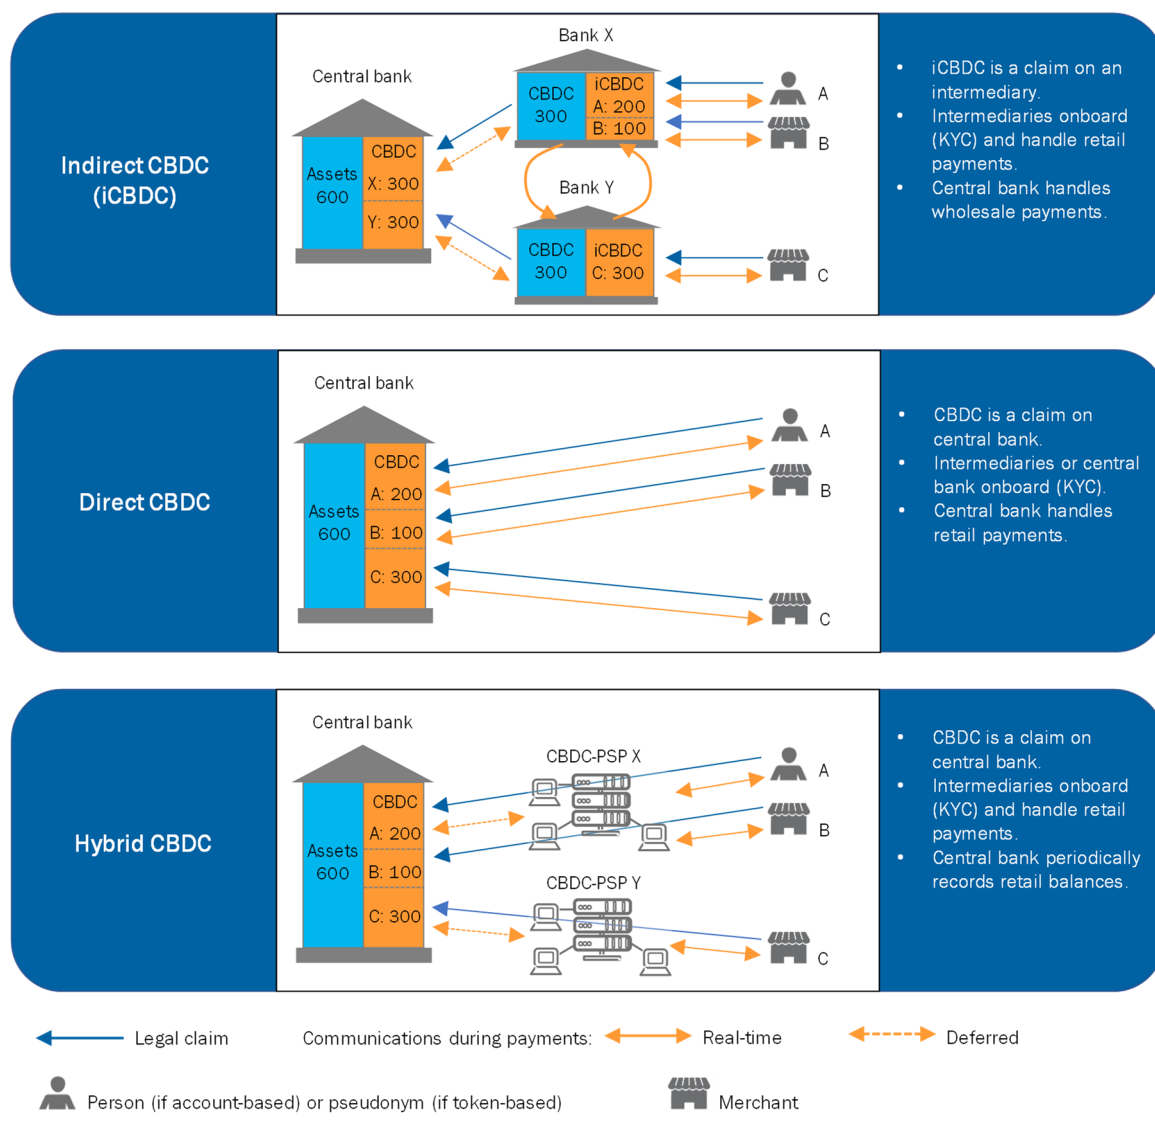 Indirect CBDC
(iCBDC)
Central bank
Assets
600
CBDC
X: 300
Y: 300
Bank X
CBDC
300
iCBDC
A: 200
B: 100
Bank Y
CBDC
300
iCBDC
C: 300
A
B
C
• iCBDC is a claim on an
intermediary.
• Intermediaries onboard
(KYC) and handle retail
payments.
• Central bank handles
wholesale payments.
Direct CBDC
Central bank
Assets
600
CBDC
A: 200
B: 100
C: 300
A
B
C
• CBDC is a claim on
central bank.
• Intermediaries or central
bank onboard (KYC).
• Central bank handles
retail payments.
Hybrid CBDC
Central bank
Assets
600
CBDC
A: 200
B: 100
C: 300
CBDC-PSP X
CBDC-PSP Y
A
B
C
• CBDC is a claim on
central bank.
• Intermediaries onboard
(KYC) and handle retail
payments.
• Central bank periodically
records retail balances.
Legal claim
Communications during payments:
Real-time
Deferred
Person (if account-based) or pseudonym (if token-based)
Merchant